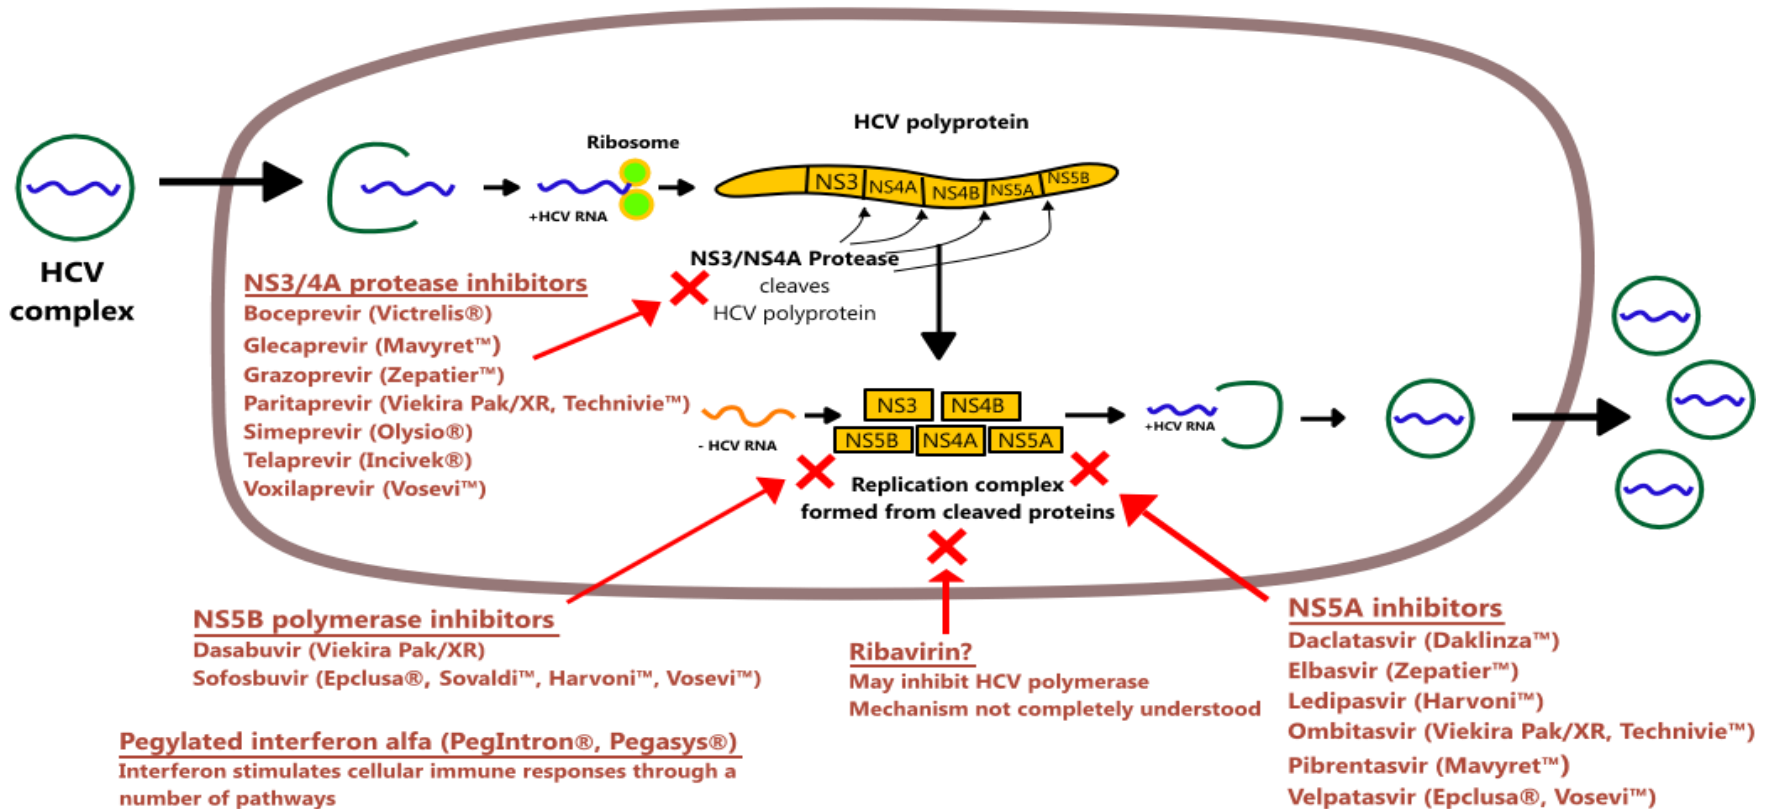 HCV polyprotein
Ribosome
NS3 NS4A NS4B NS5A NS5B
+HCV RNA
HCV
complex
NS3/NS4A Protease
cleaves
HCV polyprotein
NS3/4A protease inhibitors
Boceprevir (Victrelis®)
Glecaprevir (Mavyret™)
Grazoprevir (Zepatier™)
Paritaprevir (Viekira Pak/XR, Technivie™)
Simeprevir (Olysio®)
Telaprevir (Incivek®)
Voxilaprevir (Vosevi™)
- HCV RNA
NS3 NS4B
NS5B NS4A NS5A
+HCV RNA
Replication complex
formed from cleaved proteins
NS5B polymerase inhibitors
Dasabuvir (Viekira Pak/XR)
Sofosbuvir (Epclusa®, Sovaldi™, Harvoni™, Vosevi™)
Ribavirin?
May inhibit HCV polymerase
Mechanism not completely understood
NS5A inhibitors
Daclatasvir (Daklinza™)
Elbasvir (Zepatier™)
Ledipasvir (Harvoni™)
Ombitasvir (Viekira Pak/XR, Technivie™)
Pibrentasvir (Mavyret™)
Velpatasvir (Epclusa®, Vosevi™)
Pegylated interferon alfa (PegIntron®, Pegasys®)
Interferon stimulates cellular immune responses through a
number of pathways